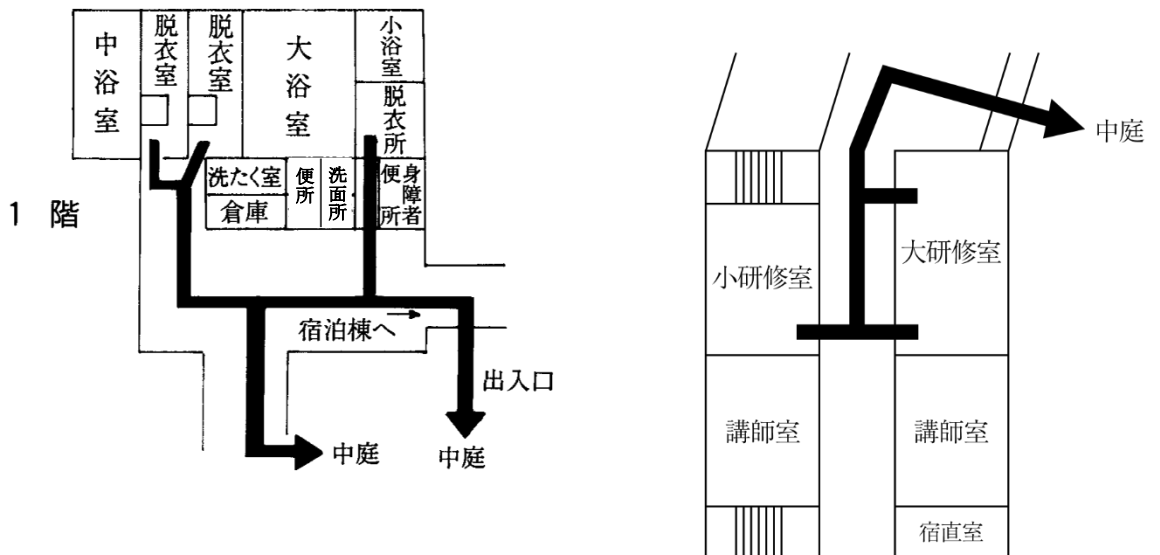 中浴室
脱衣室
脱衣室
大浴室
小浴室
脱衣所
洗たく室
倉庫
便所
洗面所
身障者便所
1 階
宿泊棟へ
出入口
中庭
中庭
中庭
小研修室
大研修室
講師室
講師室
宿直室